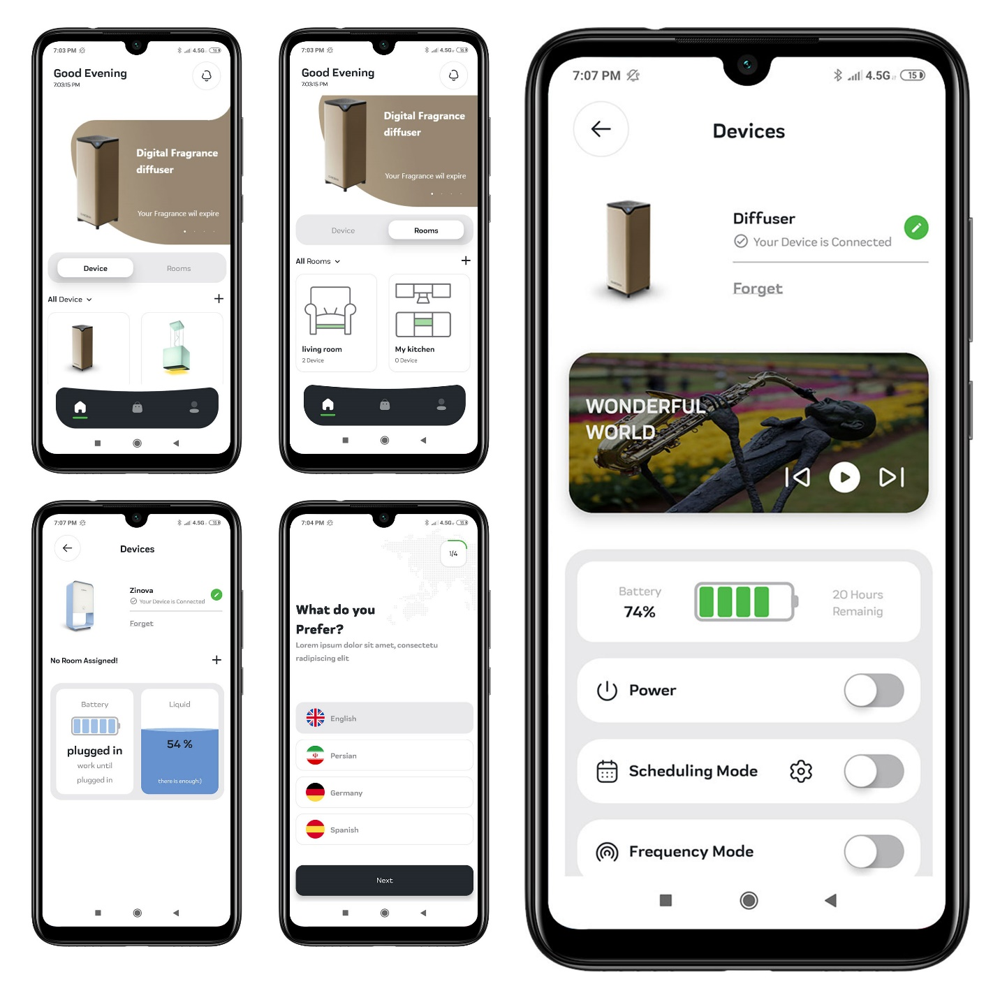 7:03 PM
4.5G
16
Good Evening
7:03:15 PM
Digital Fragrance
diffuser
Your Fragrance wil expire
Device
Rooms
All Device
7:03 PM
4.5G
16
Good Evening
7:03:15 PM
Digital Fragrance
diffuser
Your Fragrance wil expire
Device
Rooms
All Rooms
living room
2 Device
My kitchen
0 Device
7:07 PM
4.5G
15
Devices
Zinova
Your Device is Connected
Forget
No Room Assigned!
Battery
plugged in
work until
plugged in
Liquid
54 %
there is enough:)
7:04 PM
4.5G
15
1/4
What do you
Prefer?
Lorem ipsum dolor sit amet, consectetu
radipiscing elit
English
Persian
Germany
Spanish
Next
7:07 PM
4.5G
15
Devices
Diffuser
Your Device is Connected
Forget
WONDERFUL
WORLD
Battery
74%
20 Hours
Remainig
Power
Scheduling Mode
Frequency Mode